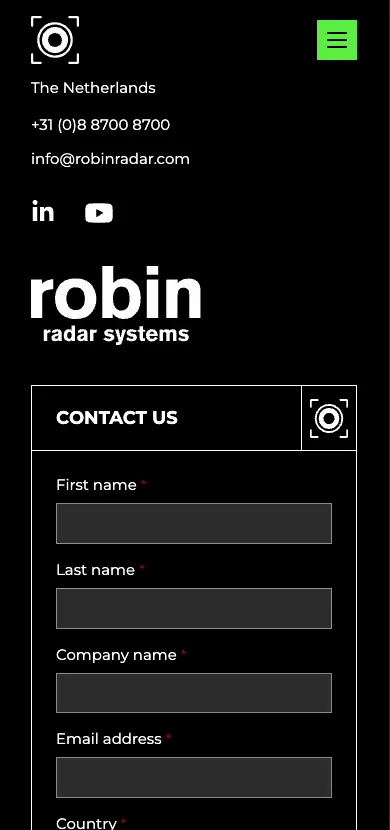 The Netherlands
+31 (0)8 8700 8700
info@robinradar.com
in
robin
radar systems
CONTACT US
First name *
Last name *
Company name *
Email address *
Country *